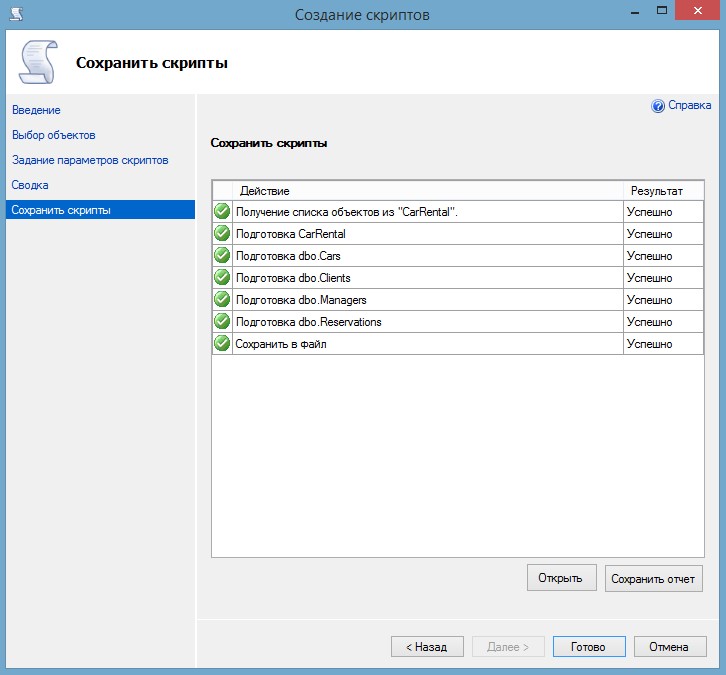 Создание скриптов
Сохранить скрипты
Введение
Выбор объектов
Задание параметров скриптов
Сводка
Сохранить скрипты
Справка
Сохранить скрипты
Действие Результат
Получение списка объектов из "CarRental". Успешно
Подготовка CarRental Успешно
Подготовка dbo.Cars Успешно
Подготовка dbo.Clients Успешно
Подготовка dbo.Managers Успешно
Подготовка dbo.Reservations Успешно
Сохранить в файл Успешно
Открыть Сохранить отчет
< Назад Далее > Готово Отмена